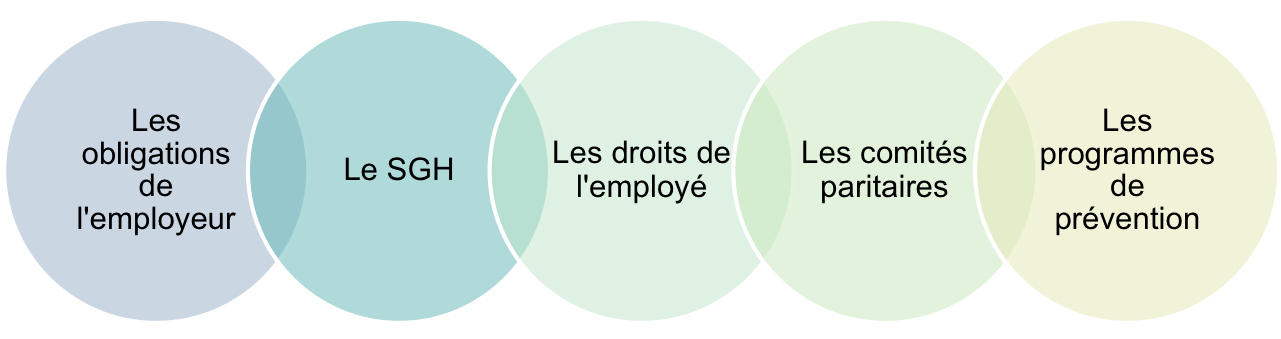 Les
obligations
de
l'employeur
Le SGH
Les droits de
l'employé
Les comités
paritaires
Les
programmes
de
prévention